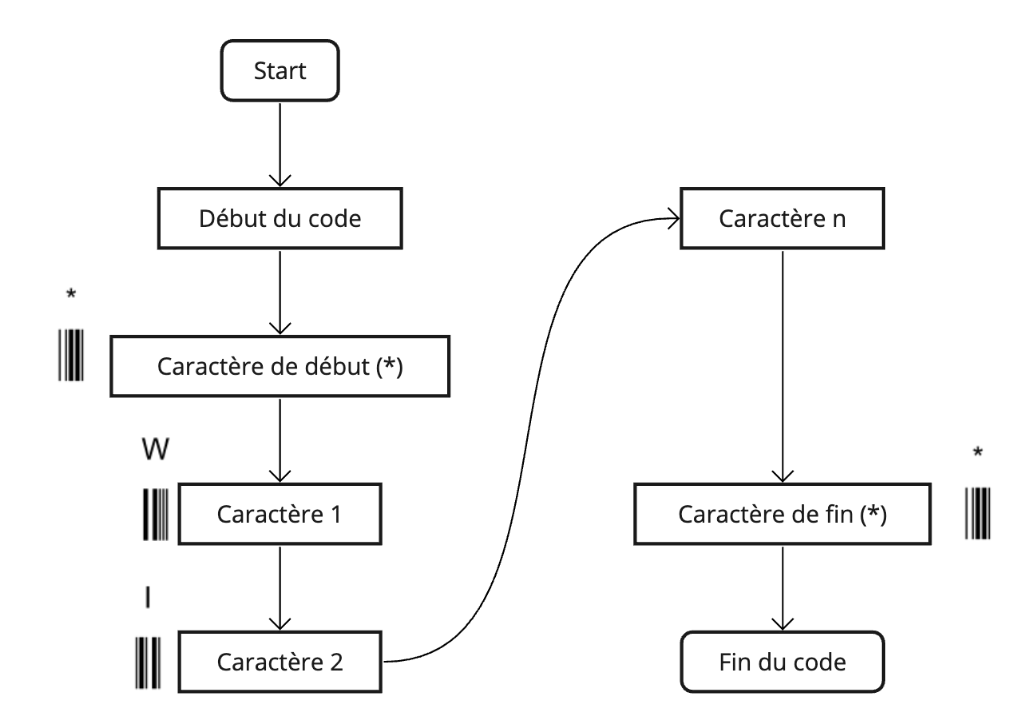 Start
Début du code
*
Caractère de début (*)
W
Caractère 1
I
Caractère 2
Caractère n
*
Caractère de fin (*)
Fin du code